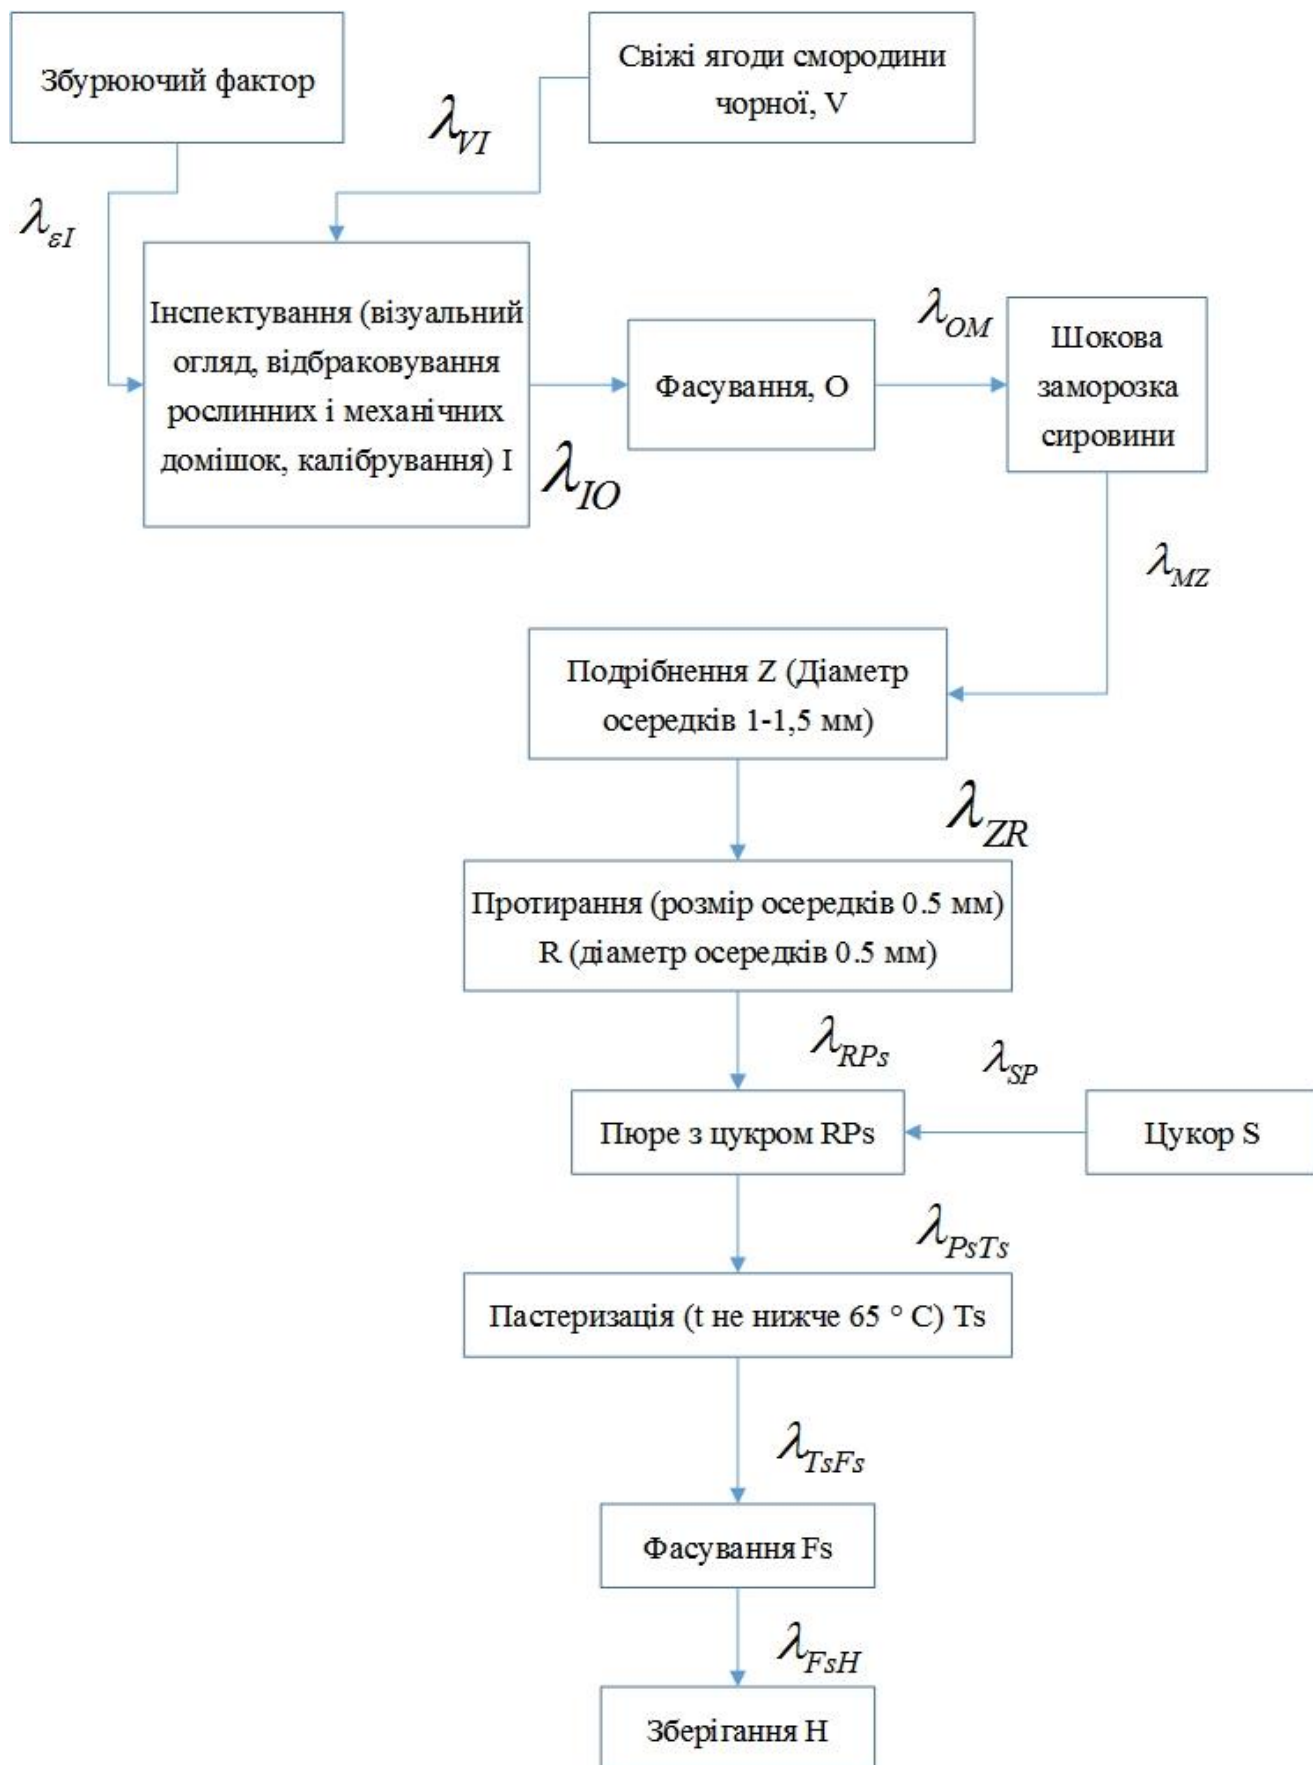 Збурюючий фактор
Свіжі ягоди смородини
чорної, V
λVI
λεI
Інспектування (візуальний
огляд, відбраковування
рослинних і механічних
домішок, калібрування) I
λIO
Фасування, О
λOM
Шокова
заморозка
сировини
λMZ
Подрібнення Z (Діаметр
осередків 1-1,5 мм)
λZR
Протирання (розмір осередків 0.5 мм)
R (діаметр осередків 0.5 мм)
λRPs
λSP
Пюре з цукром RPs
Цукор S
λPsTs
Пастеризація (t не нижче 65 ° C) Ts
λTsFs
Фасування Fs
λFsH
Зберігання H